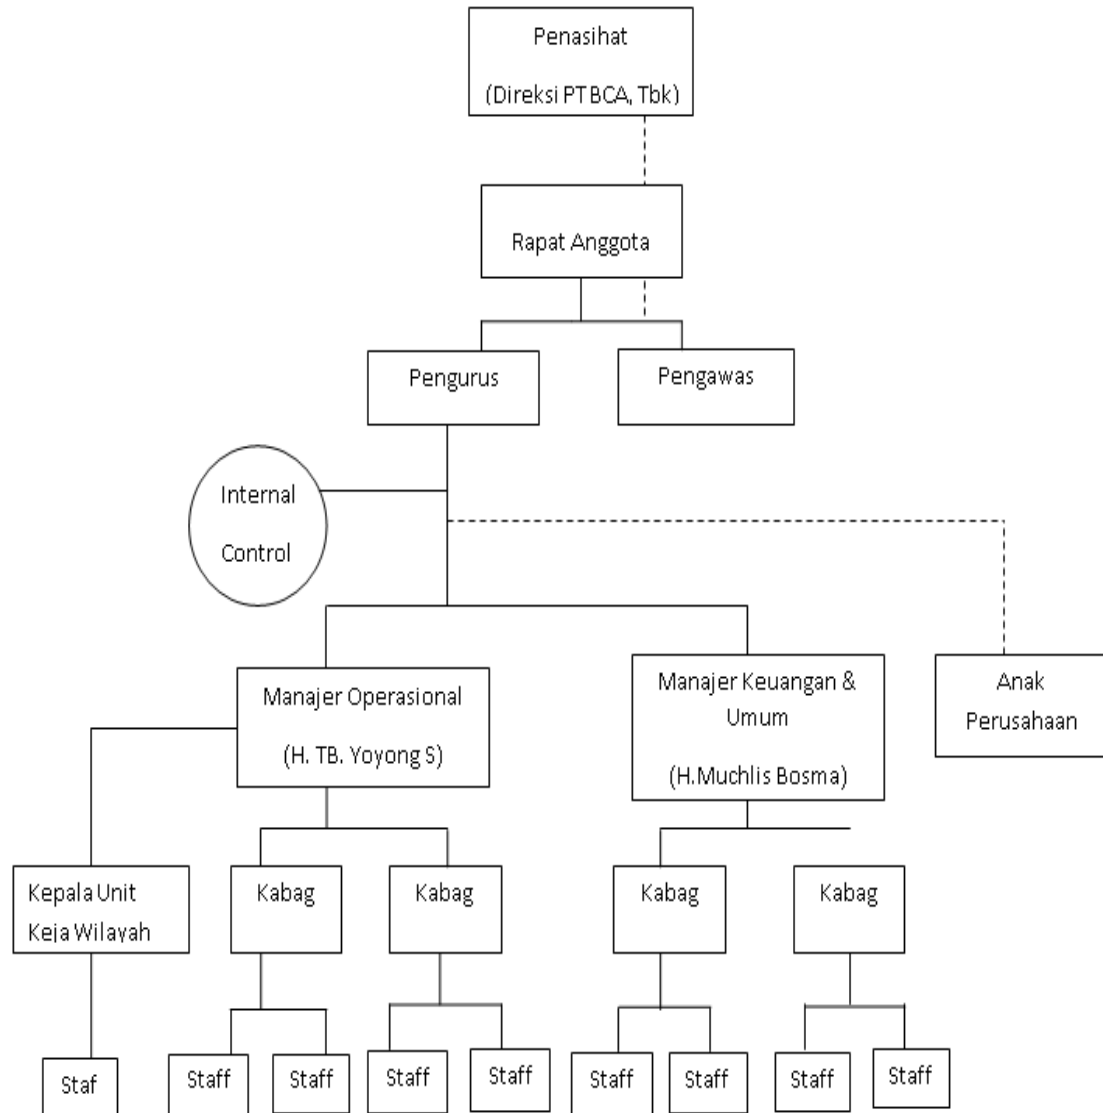 Penasihat
(Direksi PT BCA, Tbk)
Rapat Anggota
Pengurus
Pengawas
Internal
Control
Manajer Operasional
(H. TB. Yoyong S)
Manajer Keuangan &
Umum
(H.Muchlis Bosma)
Anak
Perusahaan
Kepala Unit
Keja Wilayah
Kabag
Kabag
Kabag
Kabag
Staf
Staff
Staff
Staff
Staff
Staff
Staff
Staff
Staff